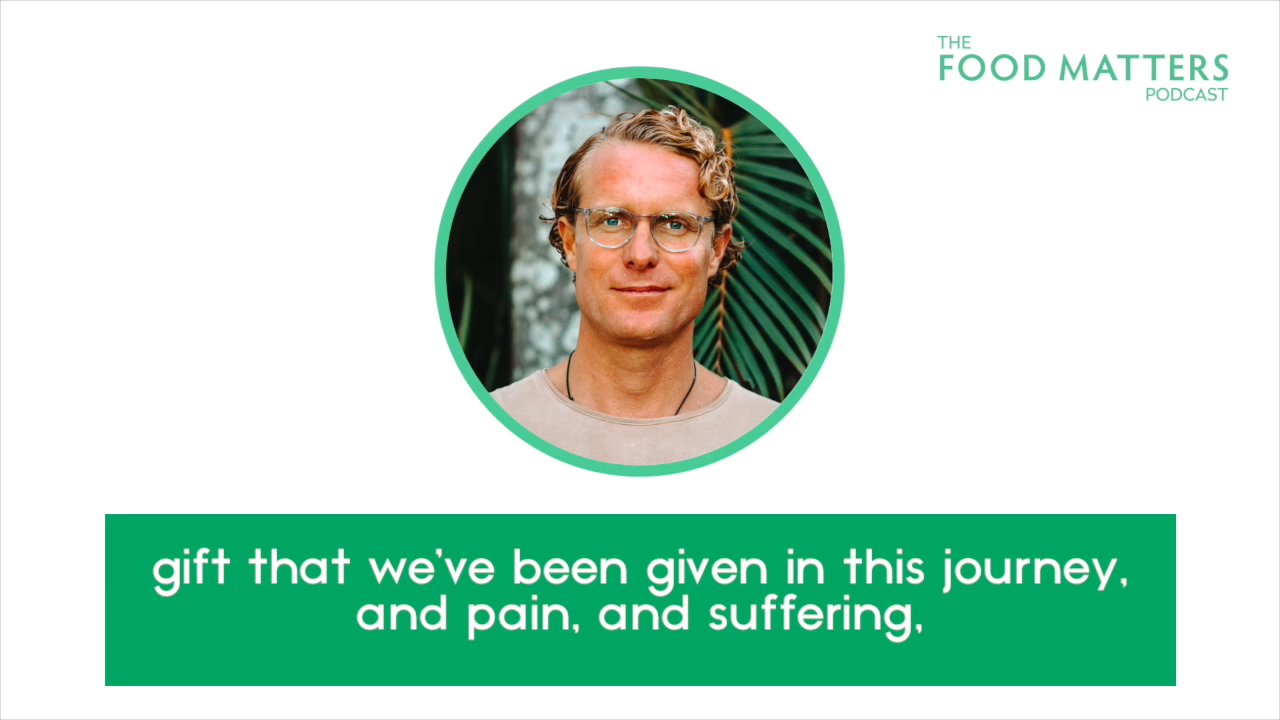 THE
FOOD MATTERS
PODCAST
gift that we've been given in this journey,
and pain, and suffering,